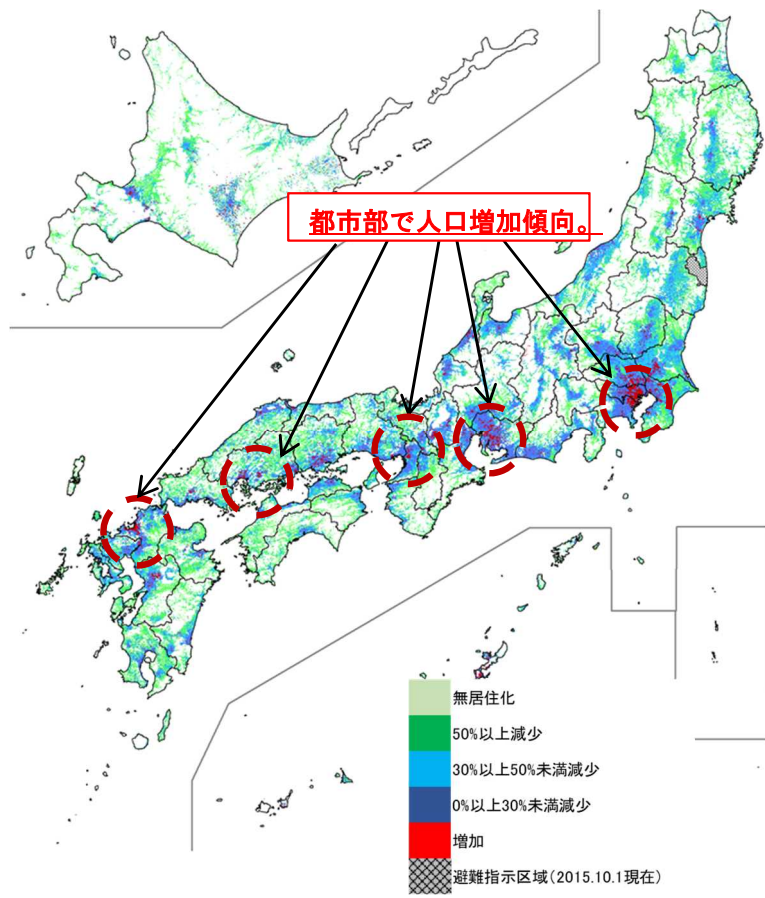 都市部で人口増加傾向。
無居住化
50%以上減少
30%以上50%未満減少
0%以上30%未満減少
増加
避難指示区域(2015.10.1現在)